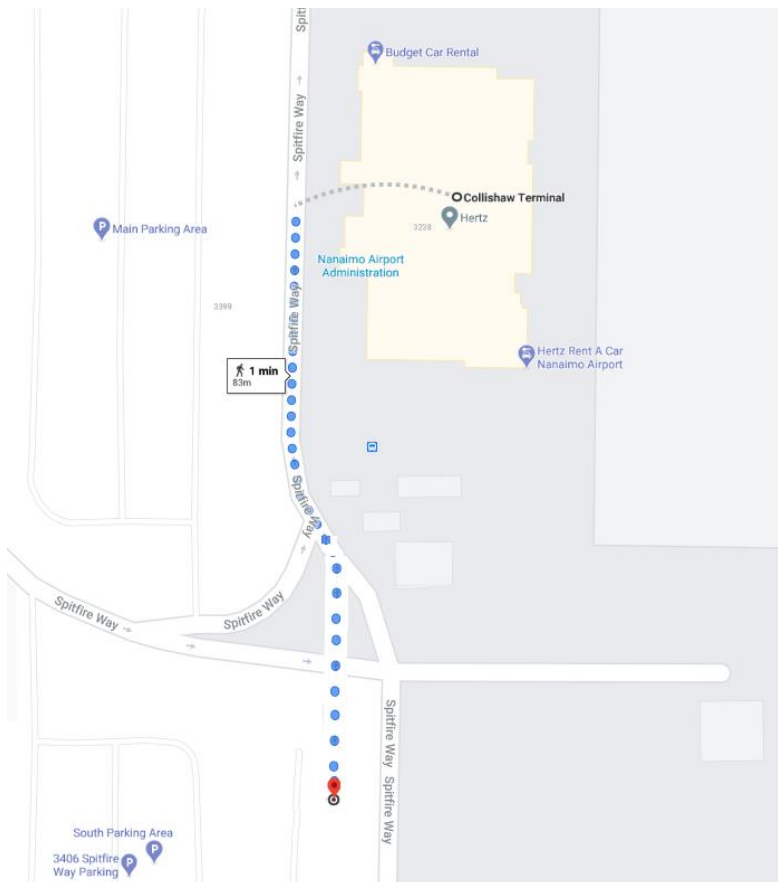 Spitfi
Budget Car Rental
Spitfire Way
Collishaw Terminal
Hertz
3238
Main Parking Area
Nanaimo Airport
Administration
3399
Spitfire Way
Hertz Rent A Car
Nanaimo Airport
1 min
83m
Spitfire Way
Spitfire Way
Spitfire Way
Spitfire Way
Spitfire Way
South Parking Area
3406 Spitfire
Way Parking
P
P
P